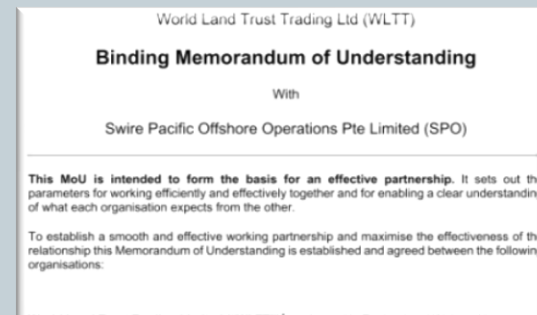 World Land Trust Trading Ltd (WLTT)
Binding Memorandum of Understanding
With
Swire Pacific Offshore Operations Pte Limited (SPO)
This MoU is intended to form the basis for an effective partnership. It sets out th
parameters for working efficiently and effectively together and for enabling a clear understandin
of what each organisation expects from the other.
To establish a smooth and effective working partnership and maximise the effectiveness of th
relationship this Memorandum of Understanding is established and agreed between the followin
organisations: